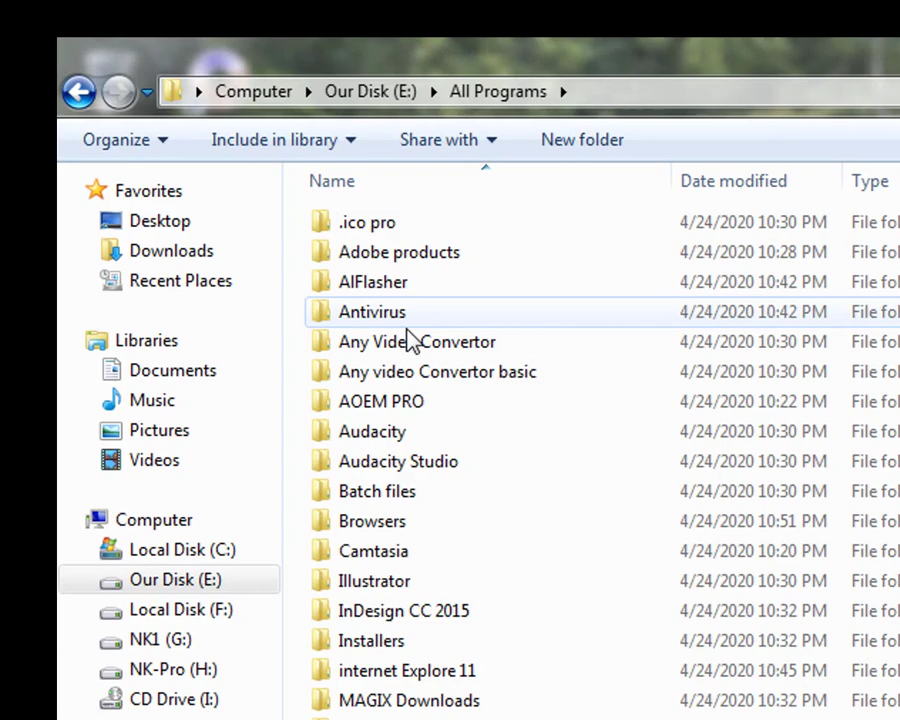 Computer Our Disk (E:) All Programs
Organize Include in library Share with New folder
Name Date modified Type
Favorites
Desktop
Downloads
Recent Places
Libraries
Documents
Music
Pictures
Videos
Computer
Local Disk (C:)
Our Disk (E:)
Local Disk (F:)
NK1 (G:)
NK-Pro (H:)
CD Drive (I:)
.ico pro 4/24/2020 10:30 PM File fol
Adobe products 4/24/2020 10:28 PM File fol
AIFlasher 4/24/2020 10:42 PM File fol
Antivirus 4/24/2020 10:42 PM File fol
Any Video Convertor 4/24/2020 10:30 PM File fol
Any video Convertor basic 4/24/2020 10:30 PM File fol
AOEM PRO 4/24/2020 10:22 PM File fol
Audacity 4/24/2020 10:30 PM File fol
Audacity Studio 4/24/2020 10:30 PM File fol
Batch files 4/24/2020 10:30 PM File fol
Browsers 4/24/2020 10:51 PM File fol
Camtasia 4/24/2020 10:20 PM File fol
Illustrator 4/24/2020 10:30 PM File fol
InDesign CC 2015 4/24/2020 10:32 PM File fol
Installers 4/24/2020 10:32 PM File fol
internet Explore 11 4/24/2020 10:45 PM File fol
MAGIX Downloads 4/24/2020 10:32 PM File fol